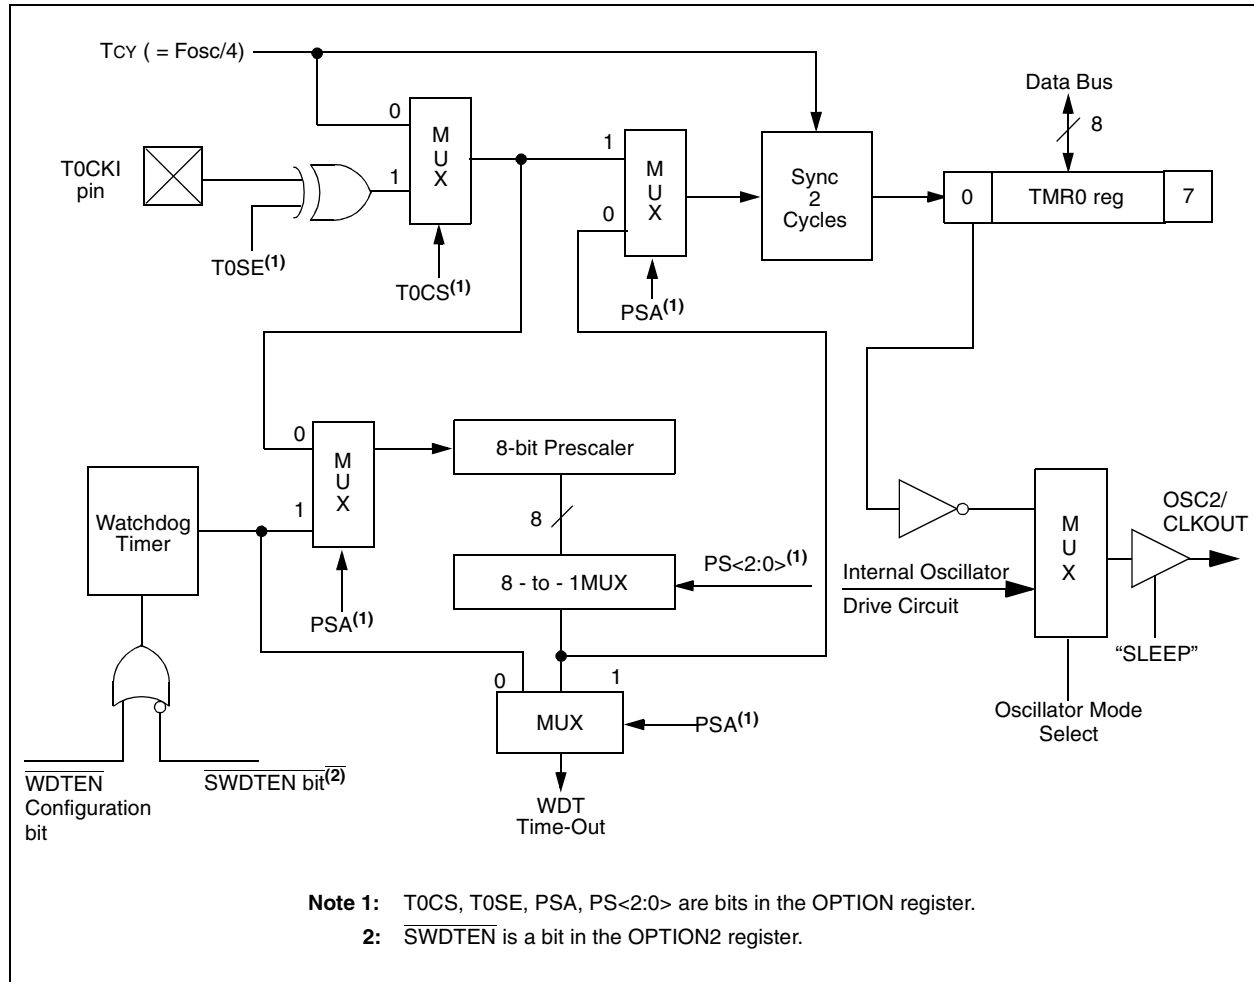 TCY ( = Fosc/4)
Data Bus
8
0
M
U
X
1
T0CKI
pin
T0SE(1)
T0CS(1)
1
M
U
X
0
PSA(1)
Sync
2
Cycles
0
TMR0 reg
7
0
M
U
X
1
PSA(1)
8-bit Prescaler
8
8 - to - 1MUX
PS<2:0>(1)
Watchdog
Timer
WDTEN
Configuration
bit
SWDTEN bit(2)
0
1
MUX
PSA(1)
WDT
Time-Out
Internal Oscillator
Drive Circuit
M
U
X
OSC2/
CLKOUT
“SLEEP”
Oscillator Mode
Select
Note 1: T0CS, T0SE, PSA, PS<2:0> are bits in the OPTION register.
2: SWDTEN is a bit in the OPTION2 register.